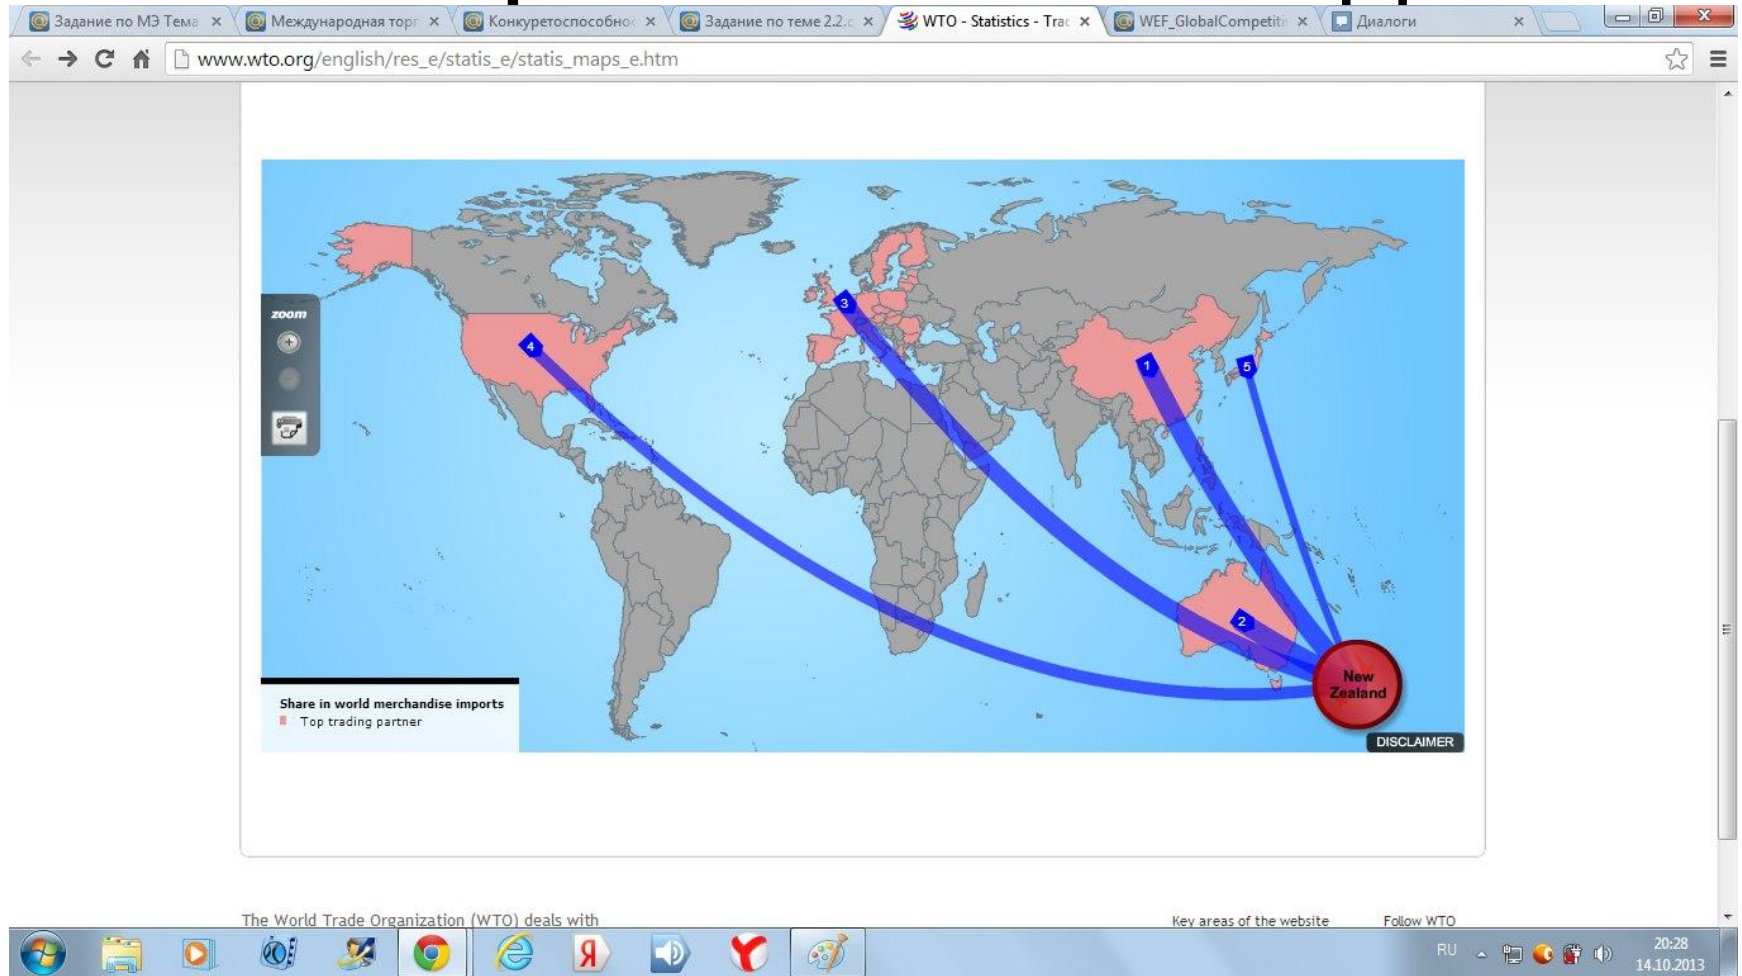 Задание по МЭ Тема
Международная торг
Конкуретоспособнос
Задание по теме 2.2.
WTO - Statistics - Trac
WEF_GlobalCompetiti
Диалоги
www.wto.org/english/res_e/statis_e/statis_maps_e.htm
zoom
3
4
1
5
2
New
Zealand
Share in world merchandise imports
Top trading partner
DISCLAIMER
The World Trade Organization (WTO) deals with
Key areas of the website
Follow WTO
Я
RU
20:28
14.10.2013